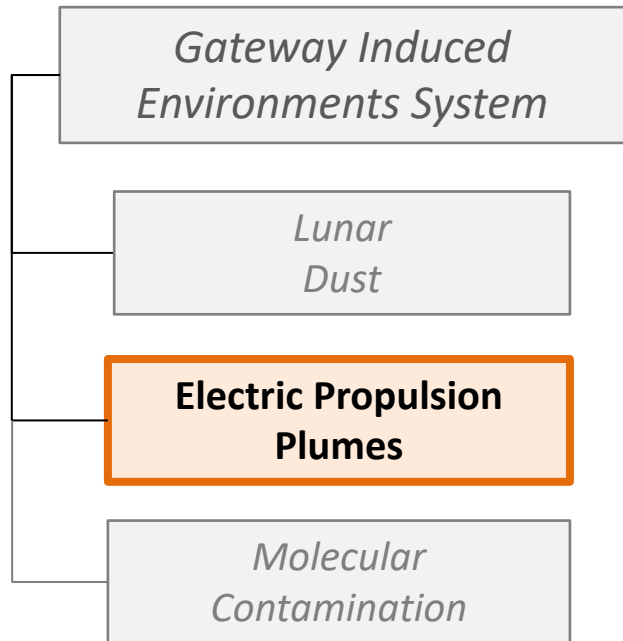 Gateway Induced
Environments System
Lunar
Dust
Electric Propulsion
Plumes
Molecular
Contamination